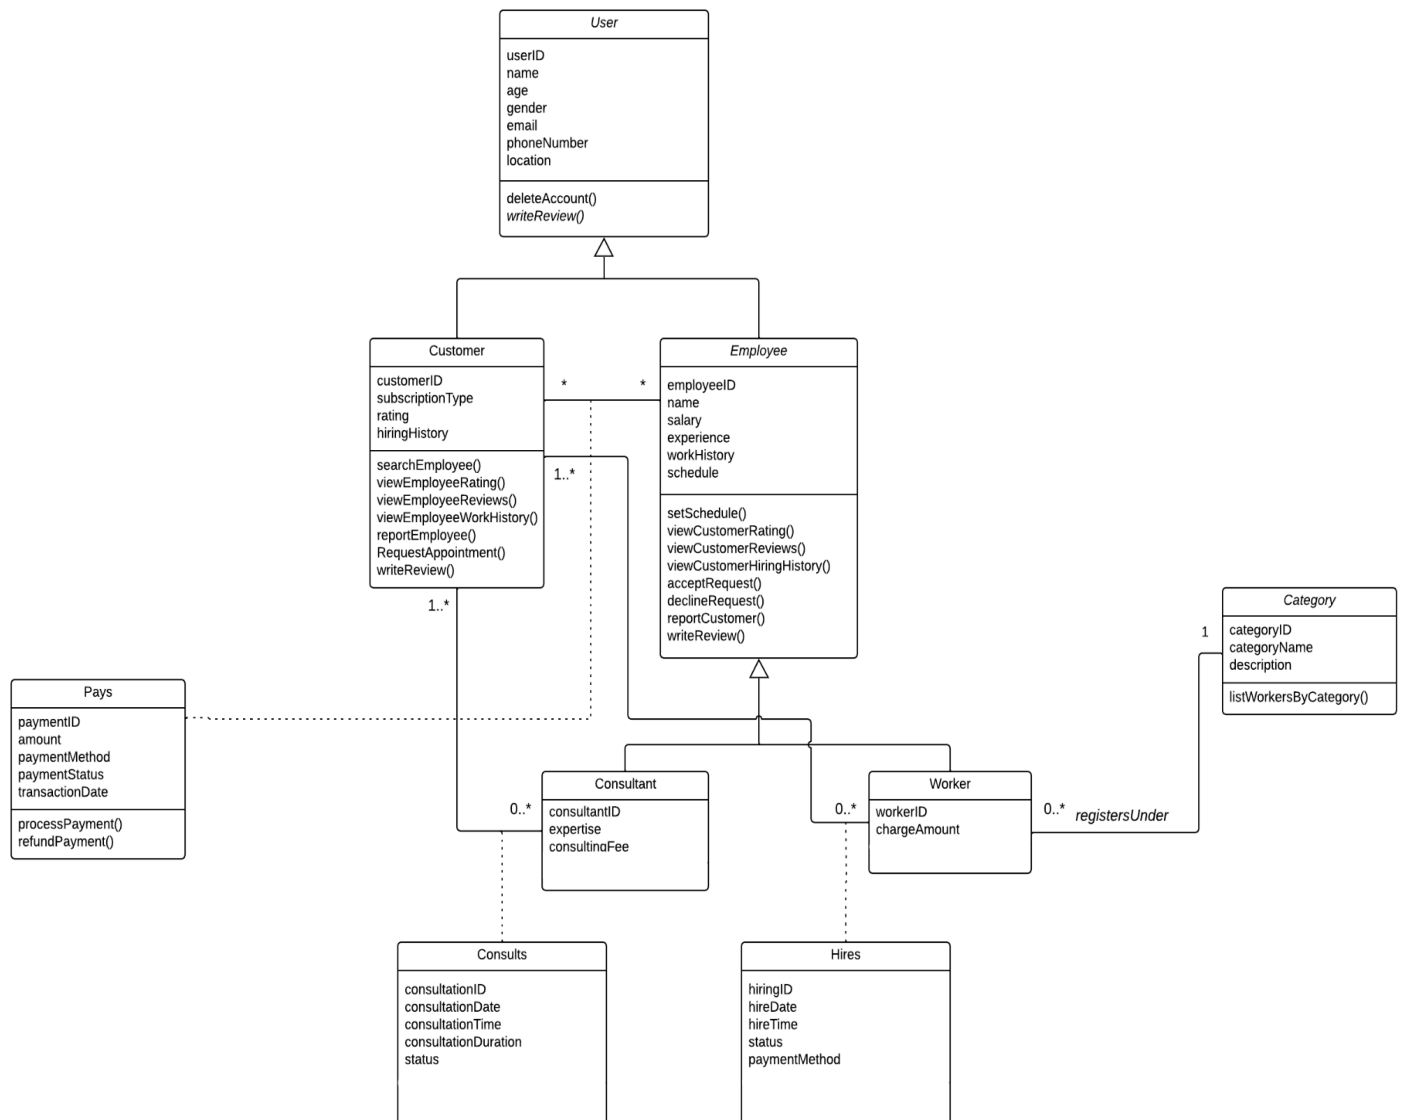 User
userID
name
age
gender
email
phoneNumber
location
deleteAccount()
writeReview()
Customer
customerID
subscriptionType
rating
hiringHistory
searchEmployee()
viewEmployeeRating()
viewEmployeeReviews()
viewEmployeeWorkHistory()
reportEmployee()
RequestAppointment()
writeReview()
*
*
1..*
1..*
Employee
employeeID
name
salary
experience
workHistory
schedule
setSchedule()
viewCustomerRating()
viewCustomerReviews()
viewCustomerHiringHistory()
acceptRequest()
declineRequest()
reportCustomer()
writeReview()
Category
categoryID
categoryName
description
listWorkersByCategory()
1
Pays
paymentID
amount
paymentMethod
paymentStatus
transactionDate
processPayment()
refundPayment()
0..*
Consultant
consultantID
expertise
consultingFee
0..*
Worker
workerID
chargeAmount
0..*
registersUnder
Consults
consultationID
consultationDate
consultationTime
consultationDuration
status
Hires
hiringID
hireDate
hireTime
status
paymentMethod